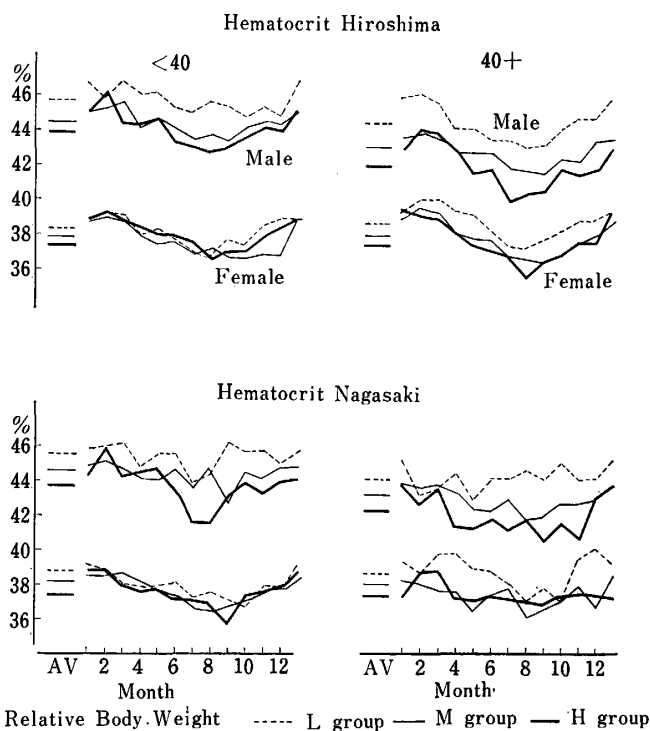 Hematocrit Hiroshima
<40 40+
%
46
44
42
40
38
36
Male
Female
Male
Female
Hematocrit Nagasaki
%
46
44
42
40
38
36
AV 2 4 6 8 10 12 AV 2 4 6 8 10 12
Month Month
Relative Body Weight L group M group H group